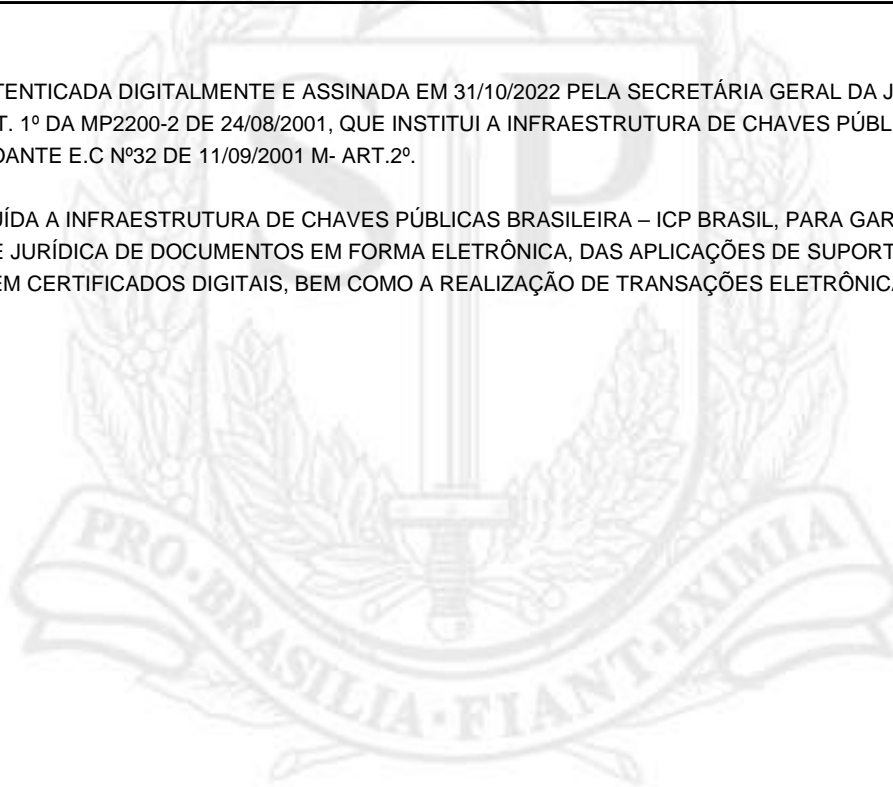 TENTICADA DIGITALMENTE E ASSINADA EM 31/10/2022 PELA SECRETÁRIA GERAL DA J
T. 1º DA MP2200-2 DE 24/08/2001, QUE INSTITUI A INFRAESTRUTURA DE CHAVES PÚBL
DANTE E.C Nº32 DE 11/09/2001 M- ART.2º.
UÍDA A INFRAESTRUTURA DE CHAVES PÚBLICAS BRASILEIRA – ICP BRASIL, PARA GAR
E JURÍDICA DE DOCUMENTOS EM FORMA ELETRÔNICA, DAS APLICAÇÕES DE SUPORT
EM CERTIFICADOS DIGITAIS, BEM COMO A REALIZAÇÃO DE TRANSAÇÕES ELETRÔNICA
SP
PRO·BRASILIA·FIANT·EXIMIA